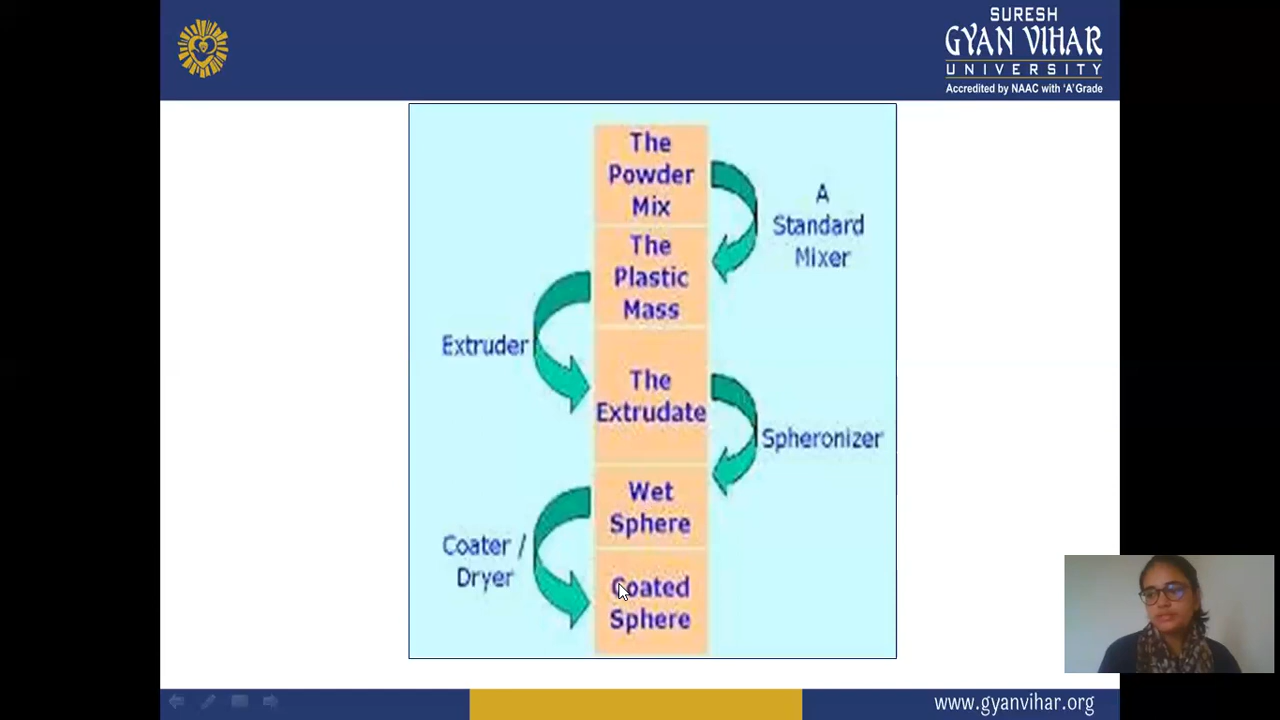 SURESH
GYAN VIHAR
UNIVERSITY
Accredited by NAAC with 'A' Grade
The
Powder
Mix
A
Standard
Mixer
The
Plastic
Mass
Extruder
The
Extrudate
Spheronizer
Wet
Sphere
Coater /
Dryer
Coated
Sphere
www.gyanvihar.org